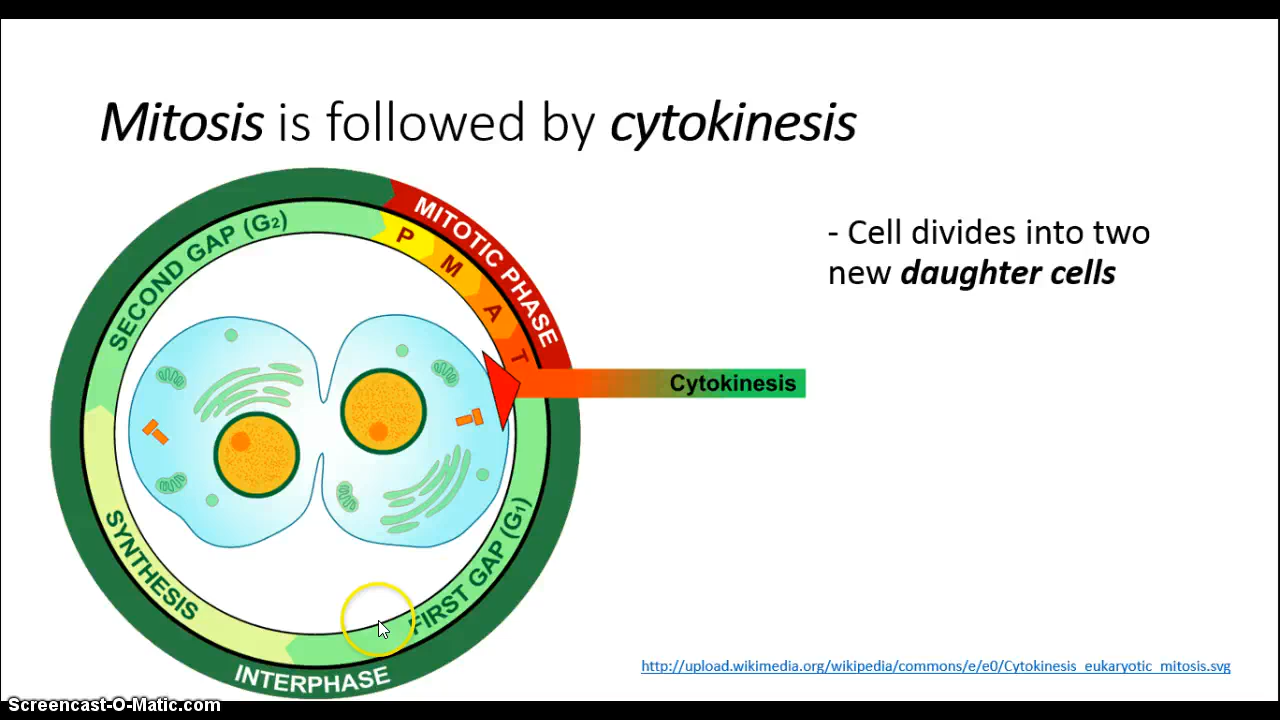 Mitosis is followed by cytokinesis
MITOTIC PHASE
SECOND GAP (G2)
P
M
A
T
- Cell divides into two
new daughter cells
Cytokinesis
SYNTHESIS
FIRST GAP (G1)
INTERPHASE
http://upload.wikimedia.org/wikipedia/commons/e/e0/Cytokinesis_eukaryotic_mitosis.svg
Screencast-O-Matic.com